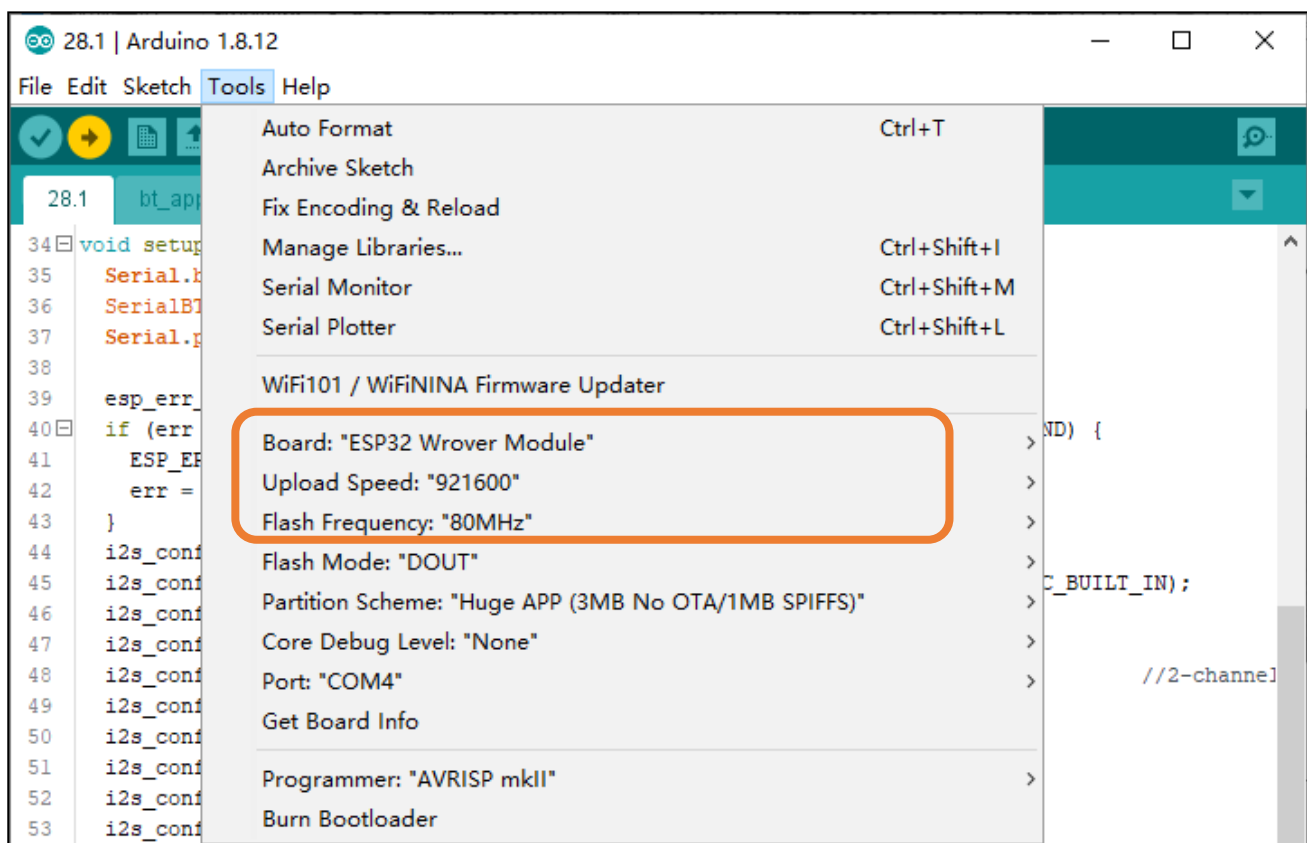 28.1 | Arduino 1.8.12
File Edit Sketch Tools Help
28.1 bt_app
Auto Format Ctrl+T
Archive Sketch
Fix Encoding & Reload
Manage Libraries... Ctrl+Shift+I
Serial Monitor Ctrl+Shift+M
Serial Plotter Ctrl+Shift+L
WiFi101 / WiFiNINA Firmware Updater
Board: "ESP32 Wrover Module"
Upload Speed: "921600"
Flash Frequency: "80MHz"
Flash Mode: "DOUT"
Partition Scheme: "Huge APP (3MB No OTA/1MB SPIFFS)"
Core Debug Level: "None"
Port: "COM4"
Get Board Info
Programmer: "AVRISP mkII"
Burn Bootloader
34 void setup
35 Serial.b
36 SerialBT
37 Serial.p
38
39 esp_err_
40 if (err ND) {
41 ESP_ER
42 err =
43 }
44 i2s_conf
45 i2s_conf C_BUILT_IN);
46 i2s_conf
47 i2s_conf
48 i2s_conf //2-channel
49 i2s_conf
50 i2s_conf
51 i2s_conf
52 i2s_conf
53 i2s_conf